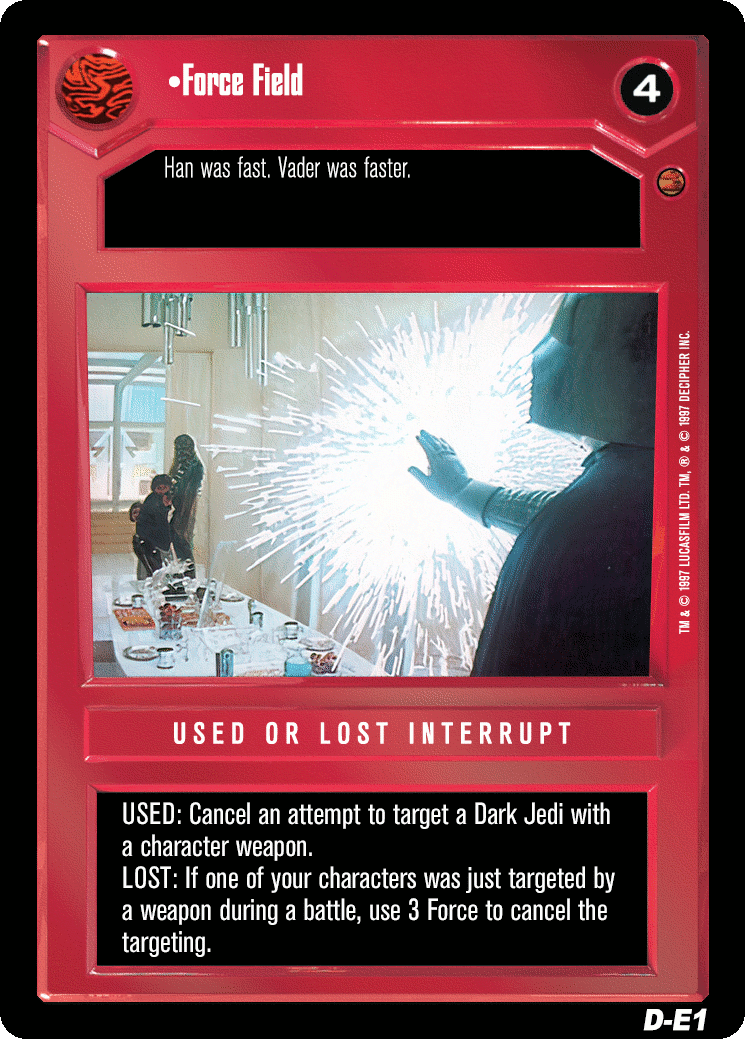 •Force Field
4
Han was fast. Vader was faster.
TM & © 1997 LUCASFILM LTD. TM, ® & © 1997 DECIPHER INC.
USED OR LOST INTERRUPT
USED: Cancel an attempt to target a Dark Jedi with
a character weapon.
LOST: If one of your characters was just targeted by
a weapon during a battle, use 3 Force to cancel the
targeting.
D-E1